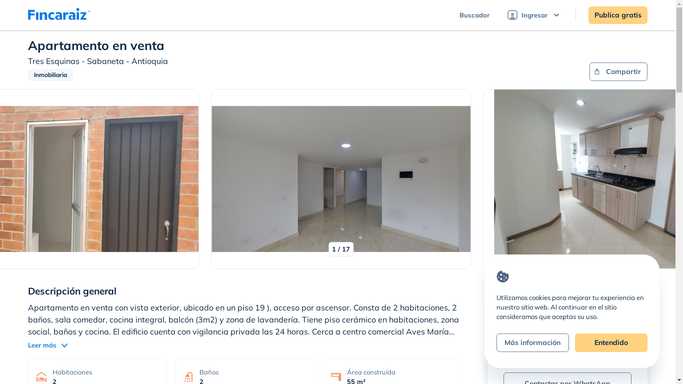 Fincaraiz
Buscador
Ingresar
Publica gratis
Apartamento en venta
Tres Esquinas - Sabaneta - Antioquia
Inmobiliaria
Compartir
1 / 17
Descripción general
Apartamento en venta con vista exterior, ubicado en un piso 19 ), acceso por ascensor. Consta de 2 habitaciones, 2
baños, sala comedor, cocina integral, balcón (3m2) y zona de lavandería. Tiene piso cerámico en habitaciones, zona
social, baños y cocina. El edificio cuenta con vigilancia privada las 24 horas. Cerca a centro comercial Aves María...
Leer más
Habitaciones
2
Baños
2
Área construida
55 m²
Utilizamos cookies para mejorar tu experiencia en
nuestro sitio web. Al continuar en el sitio
consideramos que aceptas su uso.
Más información
Entendido
Contactar por WhatsApp